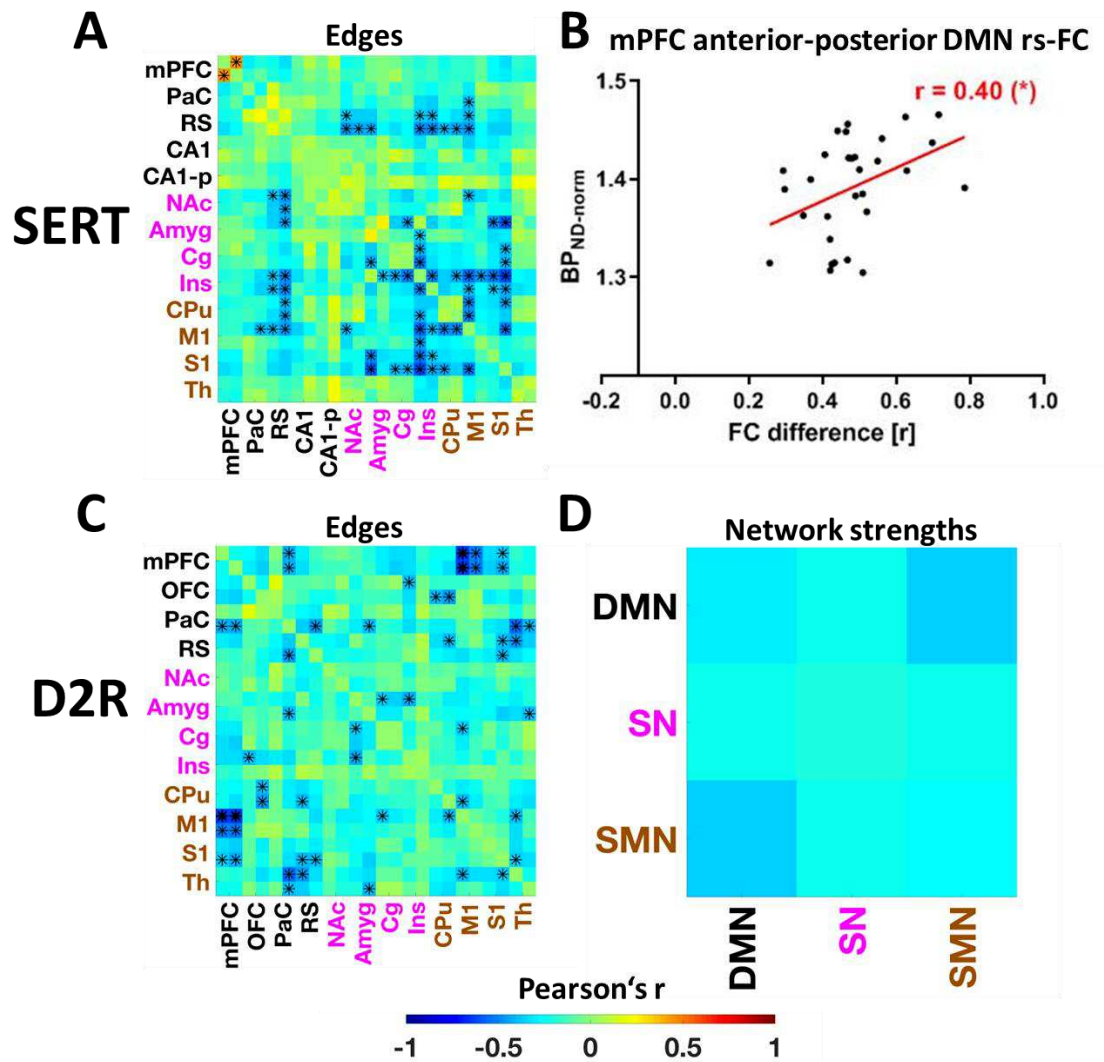 A
Edges
SERT
mPFC
PaC
RS
CA1
CA1-p
NAc
Amyg
Cg
Ins
CPu
M1
S1
Th
mPFC
PaC
RS
CA1
CA1-p
NAc
Amyg
Cg
Ins
CPu
M1
S1
Th
B
mPFC anterior-posterior DMN rs-FC
r = 0.40 (*)
BPND-norm
1.5
1.4
1.3
-0.2 0.0 0.2 0.4 0.6 0.8 1.0
FC difference [r]
C
Edges
D2R
mPFC
OFC
PaC
RS
NAc
Amyg
Cg
Ins
CPu
M1
S1
Th
mPFC
OFC
PaC
RS
NAc
Amyg
Cg
Ins
CPu
M1
S1
Th
D
Network strengths
DMN
SN
SMN
DMN
SN
SMN
Pearson‘s r
-1 -0.5 0 0.5 1